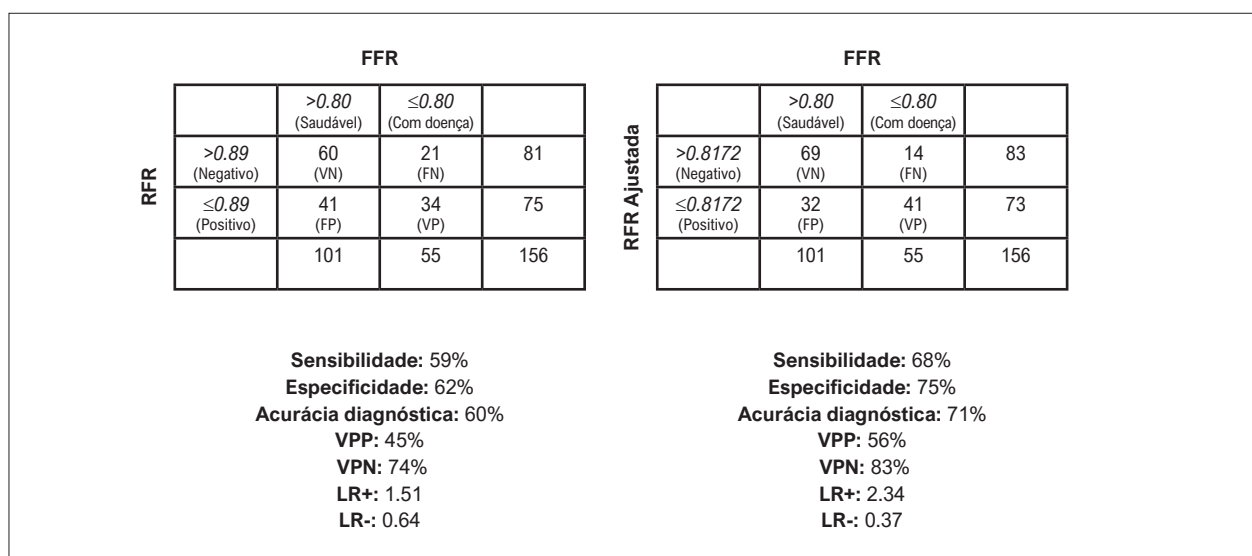 FFR
RFR
>0.80 ≤0.80
(Saudável) (Com doença)
>0.89 60 21 81
(Negativo) (VN) (FN)
≤0.89 41 34 75
(Positivo) (FP) (VP)
101 55 156
Sensibilidade: 59%
Especificidade: 62%
Acurácia diagnóstica: 60%
VPP: 45%
VPN: 74%
LR+: 1.51
LR-: 0.64
FFR
RFR Ajustada
>0.80 ≤0.80
(Saudável) (Com doença)
>0.8172 69 14 83
(Negativo) (VN) (FN)
≤0.8172 32 41 73
(Positivo) (FP) (VP)
101 55 156
Sensibilidade: 68%
Especificidade: 75%
Acurácia diagnóstica: 71%
VPP: 56%
VPN: 83%
LR+: 2.34
LR-: 0.37